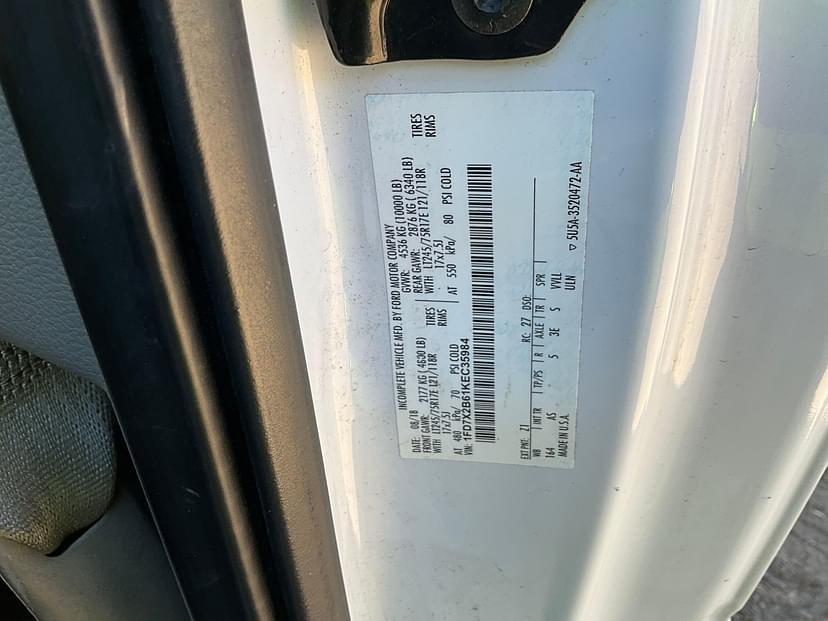 INCOMPLETE VEHICLE MFD. BY FORD MOTOR COMPANY
DATE: 08/18 GVWR: 4536 KG (10000 LB)
FRONT GAWR: 2177 KG ( 4800 LB) REAR GAWR: 2876 KG ( 6340 LB)
WITH LT245/75R17E 121/118R TIRES WITH LT245/75R17E 121/118R TIRES
17x7.5J RIMS 17x7.5J RIMS
AT 480 kPa/ 70 PSI COLD AT 550 kPa/ 80 PSI COLD
VIN: 1FD7X2B61KEC35984
EXT PNT: Z1 RC: 27 DSO:
WB INT TR TP/PS R AXLE TR SPR
164 AS 5 3E S VVLL
MADE IN U.S.A. ULN
5U5A-3520472-AA